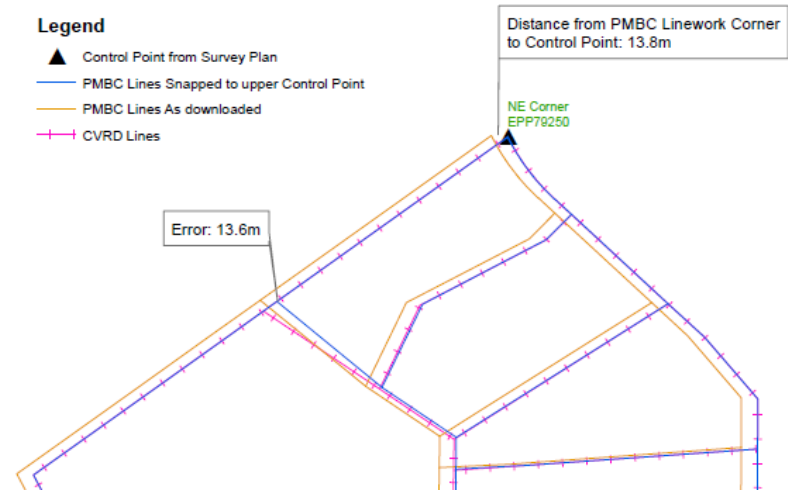 Legend
Control Point from Survey Plan
PMBC Lines Snapped to upper Control Point
PMBC Lines As downloaded
CVRD Lines
Distance from PMBC Linework Corner
to Control Point: 13.8m
NE Corner
EPP79250
Error: 13.6m